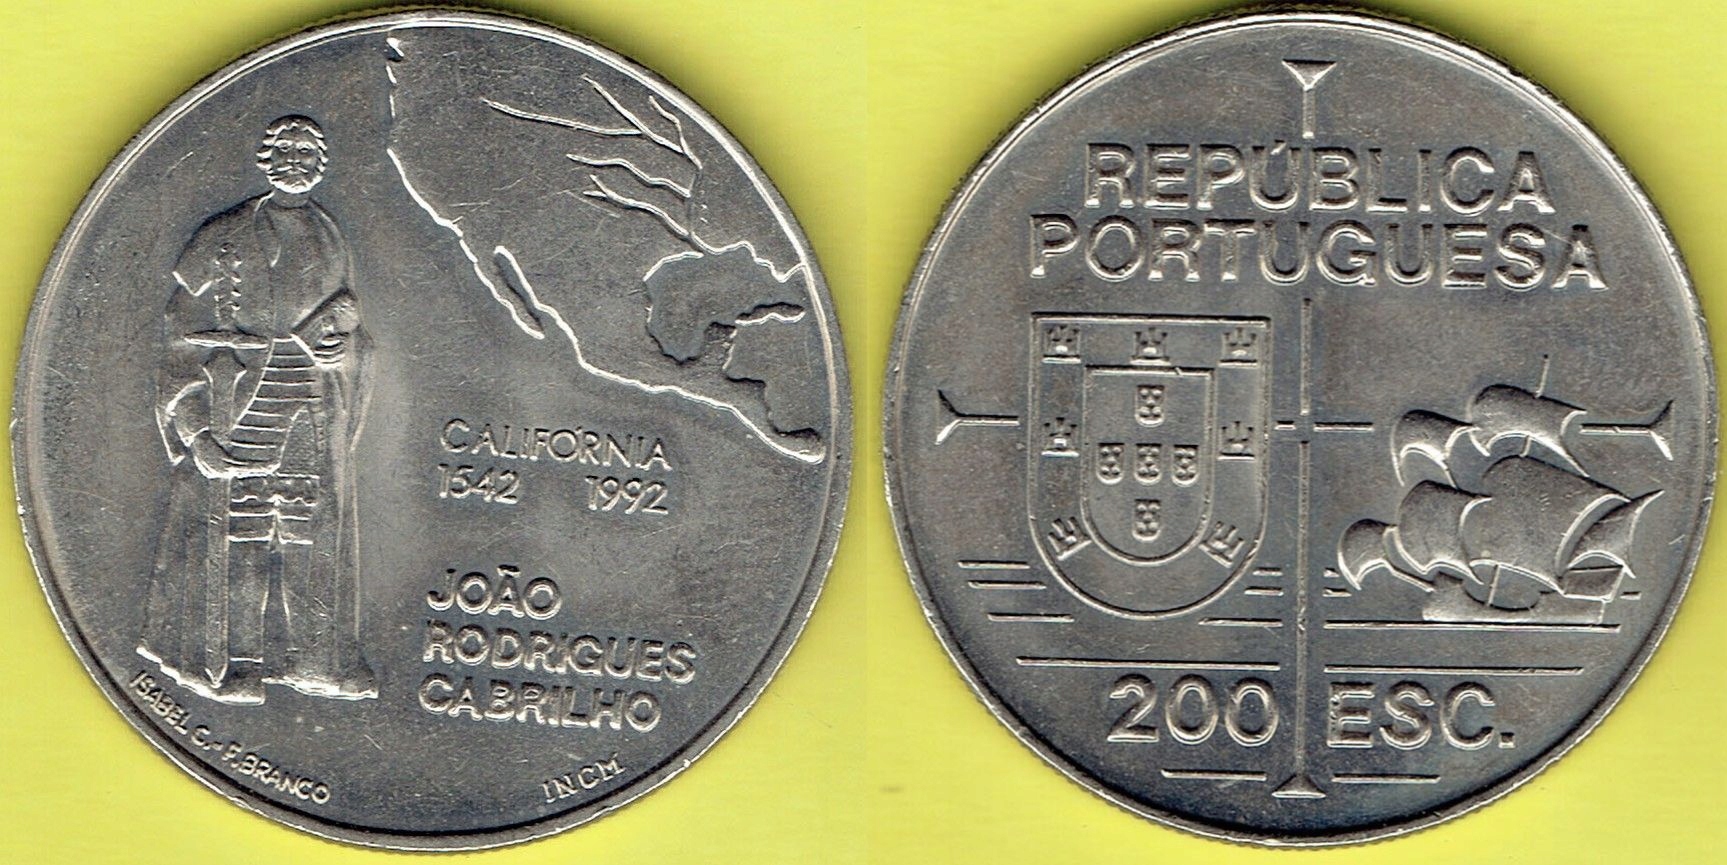 CALIFÓRNIA
1542 1992
JOÃO
RODRIGUES
CABRILHO
ISABEL C.-F.BRANCO
INCM
REPÚBLICA
PORTUGUESA
200 ESC.